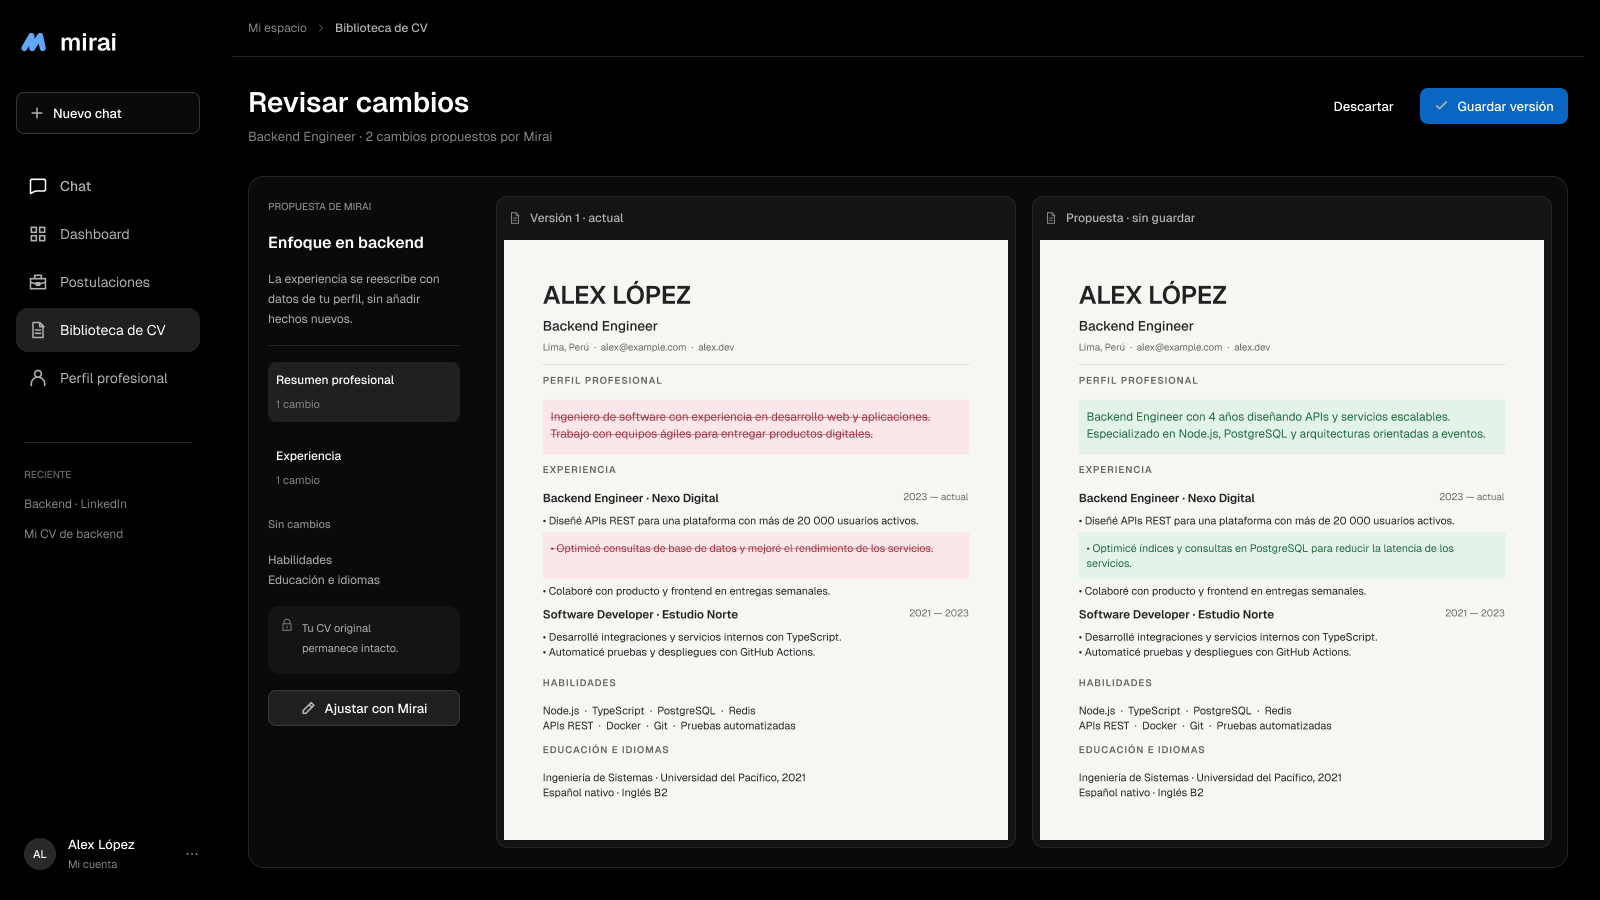 mirai
Nuevo chat
Chat
Dashboard
Postulaciones
Biblioteca de CV
Perfil profesional
RECIENTE
Backend · LinkedIn
Mi CV de backend
AL
Alex López
Mi cuenta
Mi espacio > Biblioteca de CV
Revisar cambios
Backend Engineer · 2 cambios propuestos por Mirai
Descartar
Guardar versión
PROPUESTA DE MIRAI
Enfoque en backend
La experiencia se reescribe con
datos de tu perfil, sin añadir
hechos nuevos.
Resumen profesional
1 cambio
Experiencia
1 cambio
Sin cambios
Habilidades
Educación e idiomas
Tu CV original
permanece intacto.
Ajustar con Mirai
Versión 1 · actual
ALEX LÓPEZ
Backend Engineer
Lima, Perú · alex@example.com · alex.dev
PERFIL PROFESIONAL
Ingeniero de software con experiencia en desarrollo web y aplicaciones.
Trabajo con equipos ágiles para entregar productos digitales.
EXPERIENCIA
Backend Engineer · Nexo Digital 2023 — actual
• Diseñé APIs REST para una plataforma con más de 20 000 usuarios activos.
• Optimicé consultas de base de datos y mejoré el rendimiento de los servicios.
• Colaboré con producto y frontend en entregas semanales.
Software Developer · Estudio Norte 2021 — 2023
• Desarrollé integraciones y servicios internos con TypeScript.
• Automaticé pruebas y despliegues con GitHub Actions.
HABILIDADES
Node.js · TypeScript · PostgreSQL · Redis
APIs REST · Docker · Git · Pruebas automatizadas
EDUCACIÓN E IDIOMAS
Ingeniería de Sistemas · Universidad del Pacífico, 2021
Español nativo · Inglés B2
Propuesta · sin guardar
ALEX LÓPEZ
Backend Engineer
Lima, Perú · alex@example.com · alex.dev
PERFIL PROFESIONAL
Backend Engineer con 4 años diseñando APIs y servicios escalables.
Especializado en Node.js, PostgreSQL y arquitecturas orientadas a eventos.
EXPERIENCIA
Backend Engineer · Nexo Digital 2023 — actual
• Diseñé APIs REST para una plataforma con más de 20 000 usuarios activos.
• Optimicé índices y consultas en PostgreSQL para reducir la latencia de los
servicios.
• Colaboré con producto y frontend en entregas semanales.
Software Developer · Estudio Norte 2021 — 2023
• Desarrollé integraciones y servicios internos con TypeScript.
• Automaticé pruebas y despliegues con GitHub Actions.
HABILIDADES
Node.js · TypeScript · PostgreSQL · Redis
APIs REST · Docker · Git · Pruebas automatizadas
EDUCACIÓN E IDIOMAS
Ingeniería de Sistemas · Universidad del Pacífico, 2021
Español nativo · Inglés B2